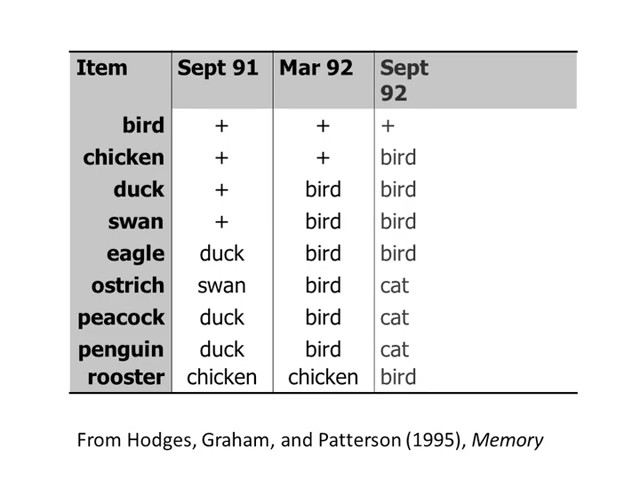 Item Sept 91 Mar 92 Sept
92
bird + + +
chicken + + bird
duck + bird bird
swan + bird bird
eagle duck bird bird
ostrich swan bird cat
peacock duck bird cat
penguin duck bird cat
rooster chicken chicken bird
From Hodges, Graham, and Patterson (1995), Memory